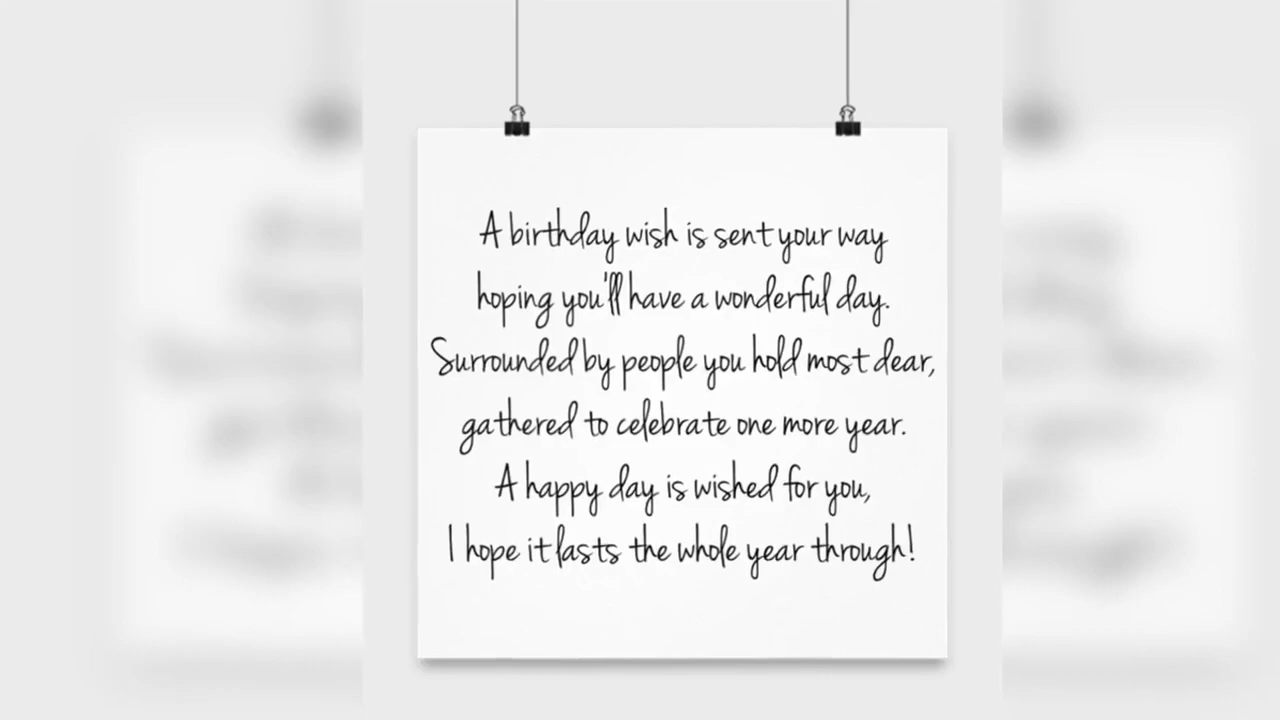 A birthday wish is sent your way
hoping you'll have a wonderful day.
Surrounded by people you hold most dear,
gathered to celebrate one more year.
A happy day is wished for you,
I hope it lasts the whole year through!